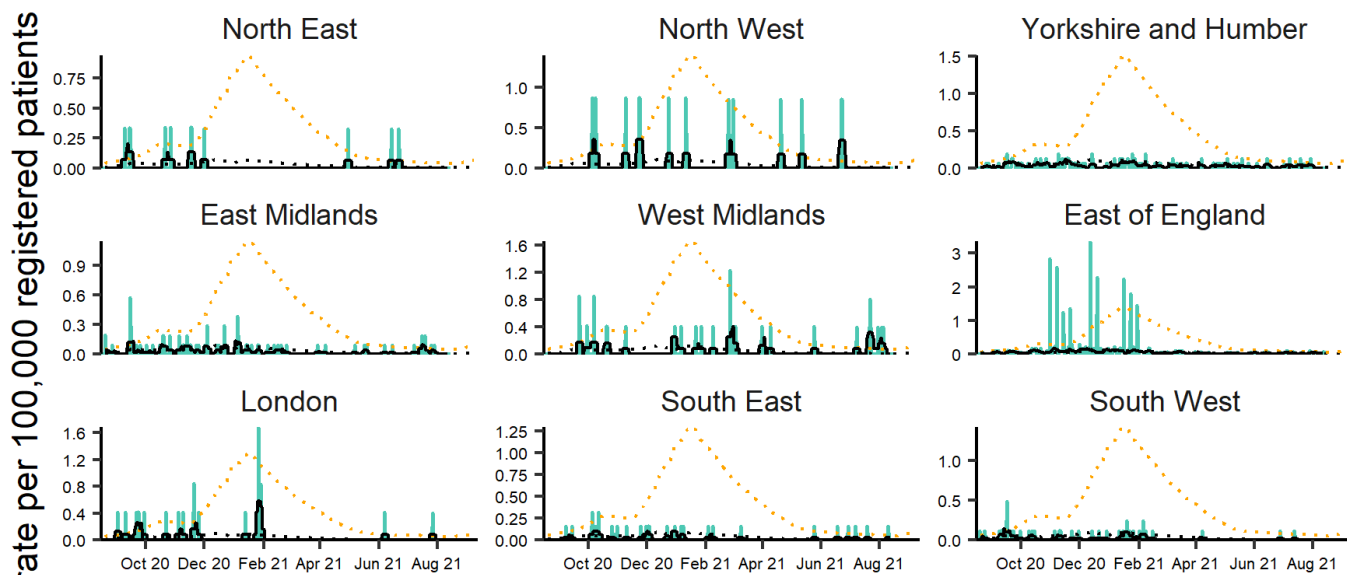 rate per 100,000 registered patients
North East
North West
Yorkshire and Humber
0.75
0.50
0.25
0.00
1.0
0.5
0.0
1.5
1.0
0.5
0.0
East Midlands
West Midlands
East of England
0.9
0.6
0.3
0.0
1.6
1.2
0.8
0.4
0.0
3
2
1
0
London
South East
South West
1.6
1.2
0.8
0.4
0.0
1.25
1.00
0.75
0.50
0.25
0.00
1.0
0.5
0.0
Oct 20 Dec 20 Feb 21 Apr 21 Jun 21 Aug 21
Oct 20 Dec 20 Feb 21 Apr 21 Jun 21 Aug 21
Oct 20 Dec 20 Feb 21 Apr 21 Jun 21 Aug 21